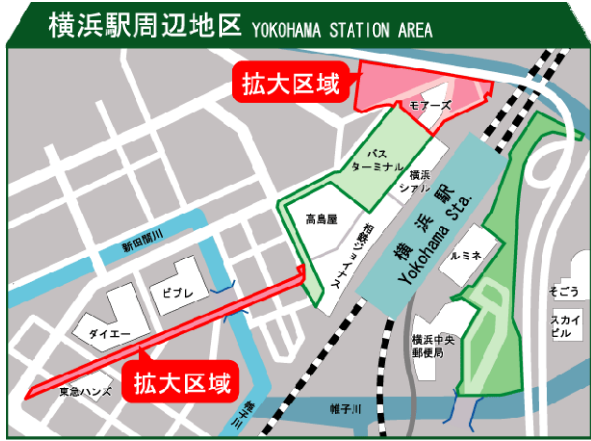 横浜駅周辺地区 YOKOHAMA STATION AREA
拡大区域
モアーズ
バス
ターミナル
横浜
シアル
高島屋
相鉄ジョイナス
横浜駅
Yokohama Sta.
ルミネ
新田間川
ビブレ
ダイエー
そごう
スカイ
ビル
横浜中央
郵便局
東急ハンズ
拡大区域
帷子川
帷子川